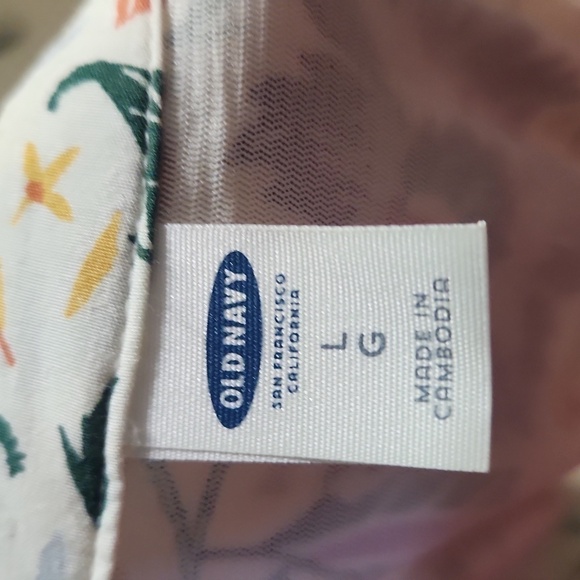 OLD NAVY
SAN FRANCISCO
CALIFORNIA
L
G
MADE IN
CAMBODIA